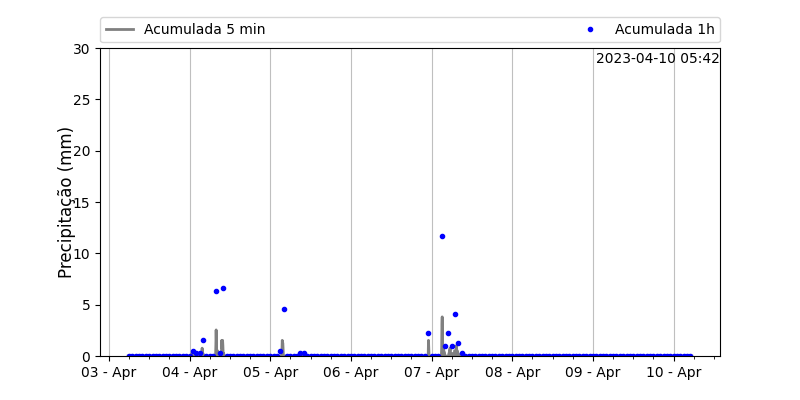 Acumulada 5 min
Acumulada 1h
2023-04-10 05:42
Precipitação (mm)
30
25
20
15
10
5
0
03 - Apr
04 - Apr
05 - Apr
06 - Apr
07 - Apr
08 - Apr
09 - Apr
10 - Apr